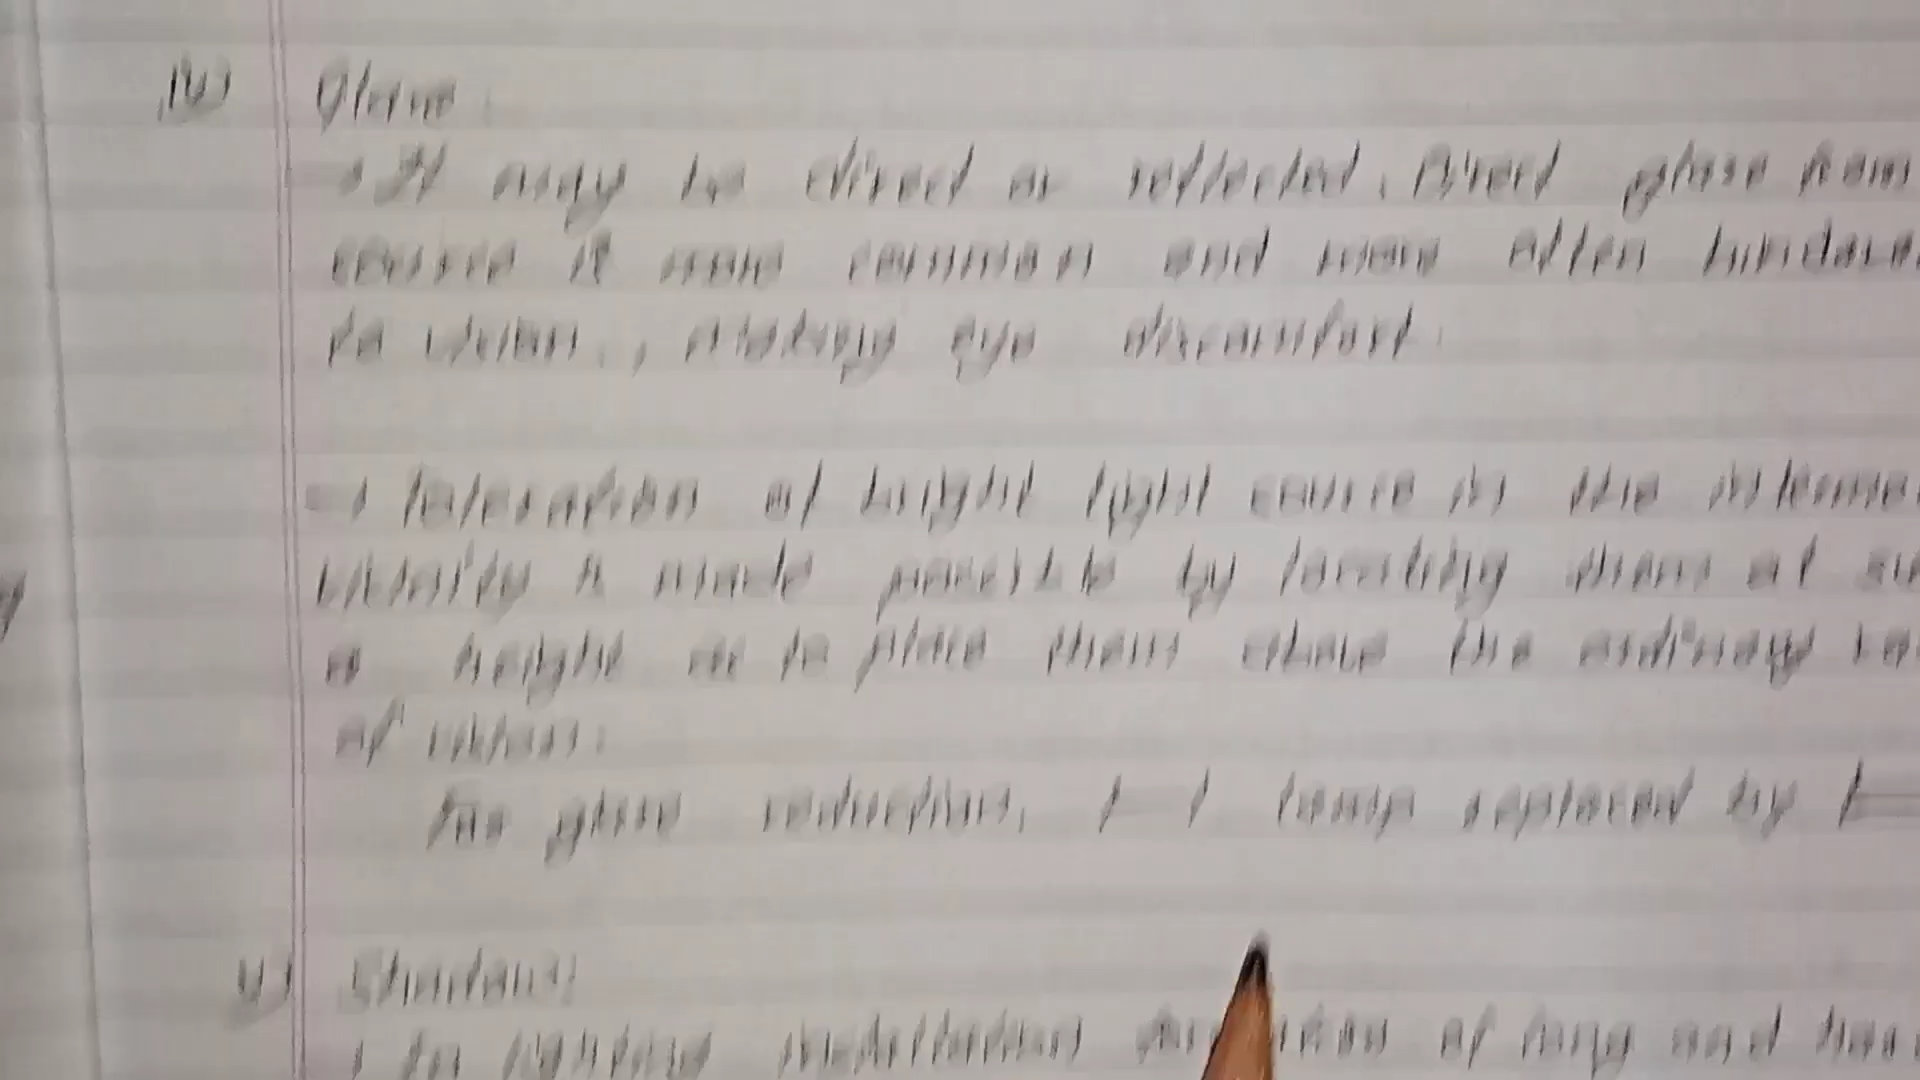 iv) Glare:
→ It may be direct or reflected. Direct glare from
source is more common and more often hindrance
to vision., making eye discomfort.
→ Toleration of bright light source in the
vicinity is made possible by locating them at
a height as to place them above the ordinary
of vision.
For glare reduction, lamp replaced by
v) Shadows:
In lighting installation of long and